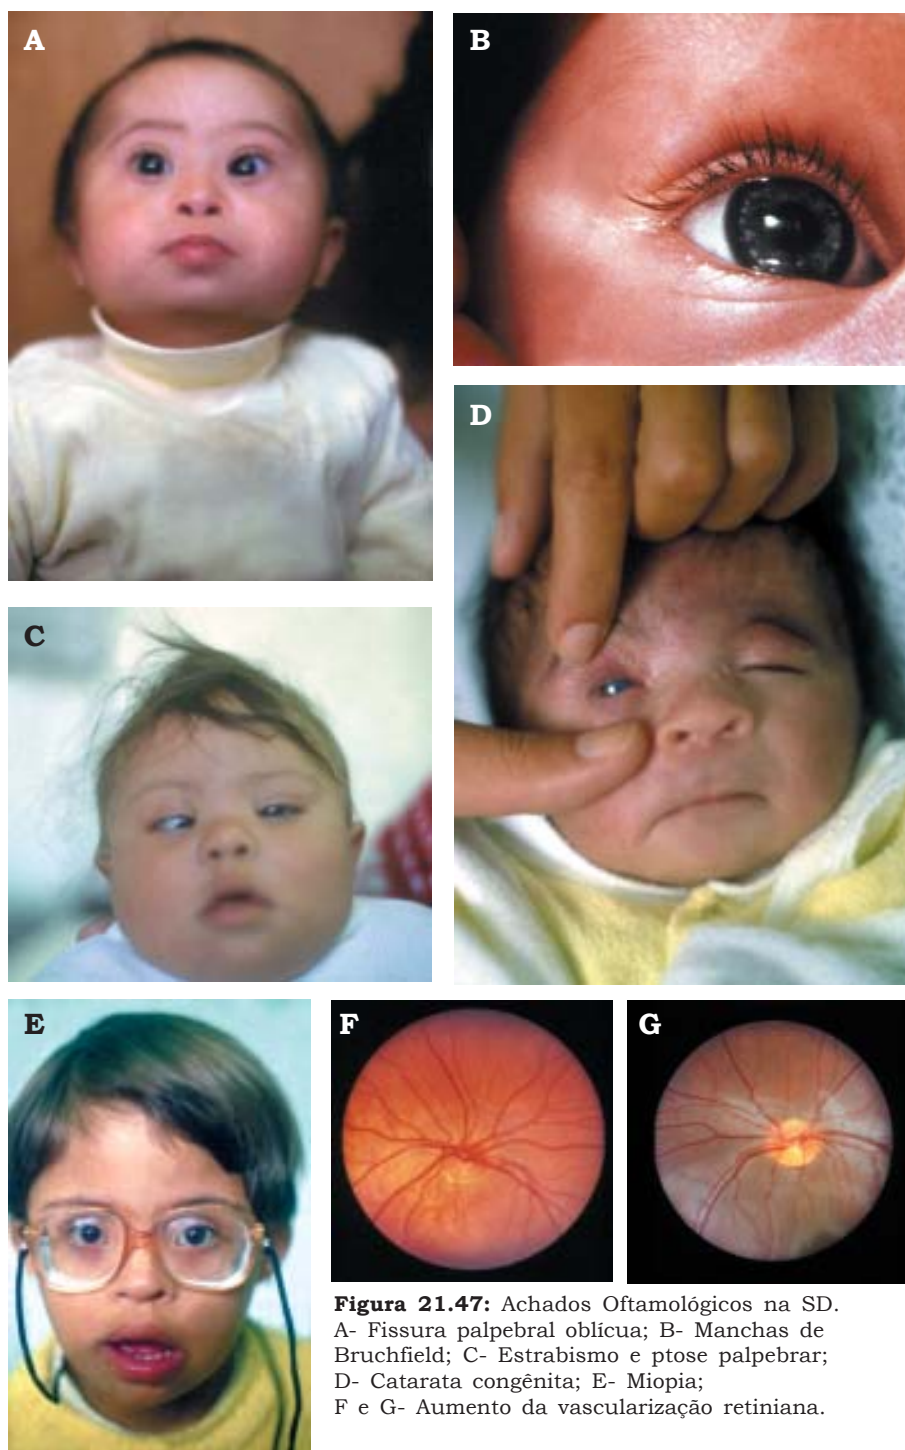 A
B
C
D
E
F
G
Figura 21.47: Achados Oftamológicos na SD.
A- Fissura palpebral oblícua; B- Manchas de
Bruchfield; C- Estrabismo e ptose palpebrar;
D- Catarata congênita; E- Miopia;
F e G- Aumento da vascularização retiniana.